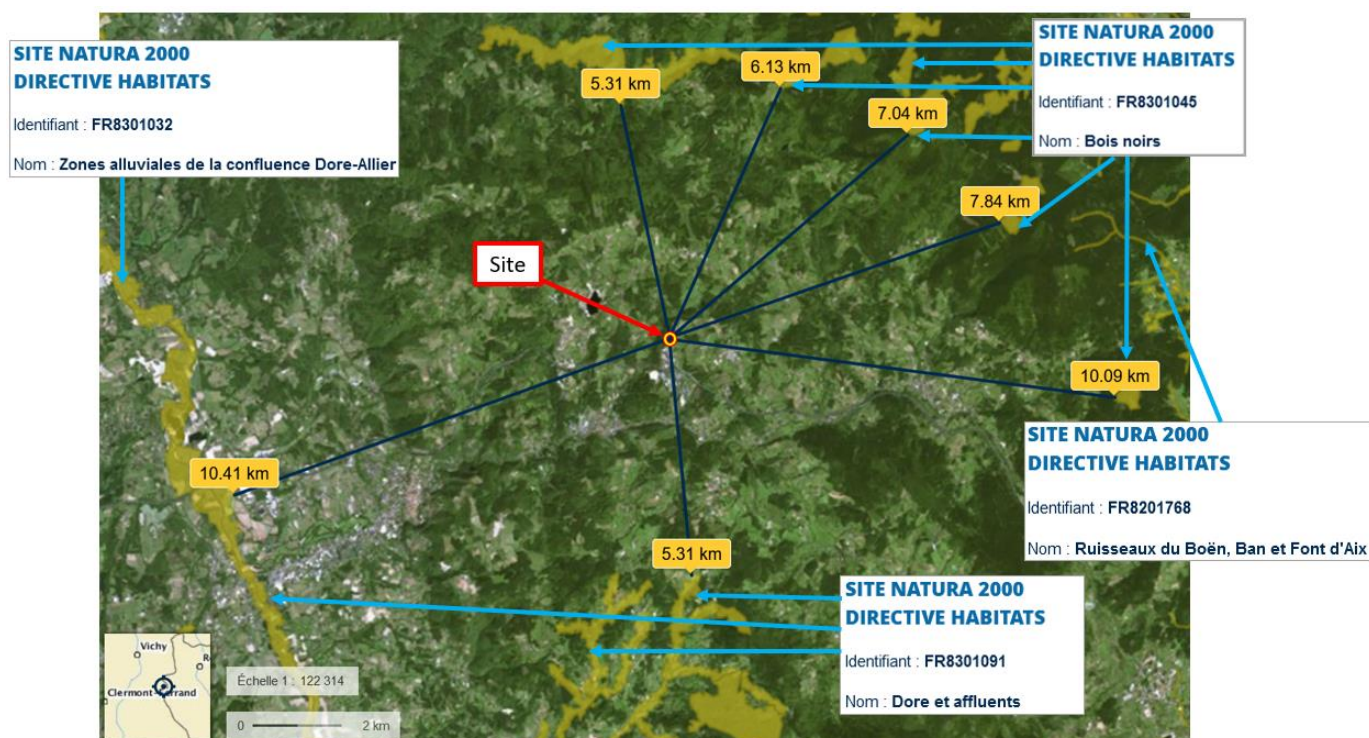 SITE NATURA 2000
DIRECTIVE HABITATS
Identifiant : FR8301032
Nom : Zones alluviales de la confluence Dore-Allier
SITE NATURA 2000
DIRECTIVE HABITATS
Identifiant : FR8301045
Nom : Bois noirs
5.31 km
6.13 km
7.04 km
7.84 km
Site
10.09 km
10.41 km
SITE NATURA 2000
DIRECTIVE HABITATS
Identifiant : FR8201768
Nom : Ruisseaux du Boën, Ban et Font d'Aix
5.31 km
SITE NATURA 2000
DIRECTIVE HABITATS
Identifiant : FR8301091
Nom : Dore et affluents
Vichy
Échelle 1 : 122 314
0 2 km